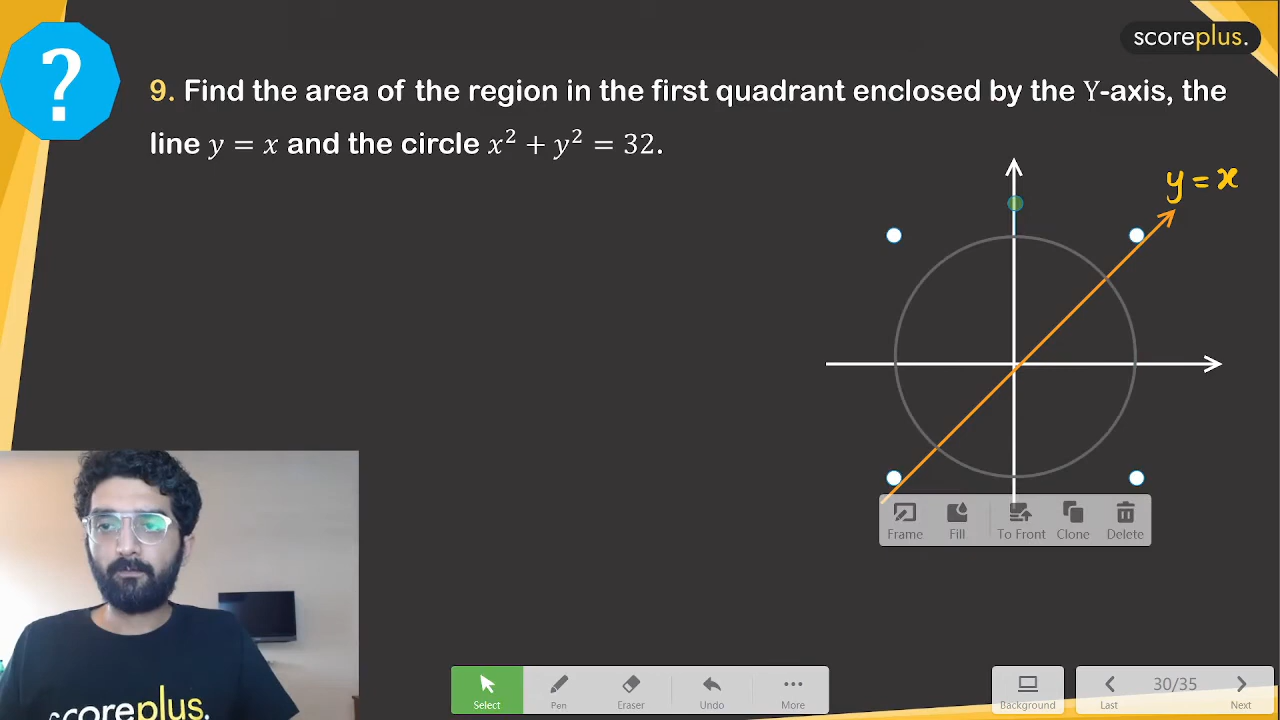 ?
scoreplus.
9. Find the area of the region in the first quadrant enclosed by the Y-axis, the
line y = x and the circle x² + y² = 32.
y = x
Frame Fill To Front Clone Delete
scoreplus.
Select Pen Eraser Undo More
Background
Last 30/35 Next